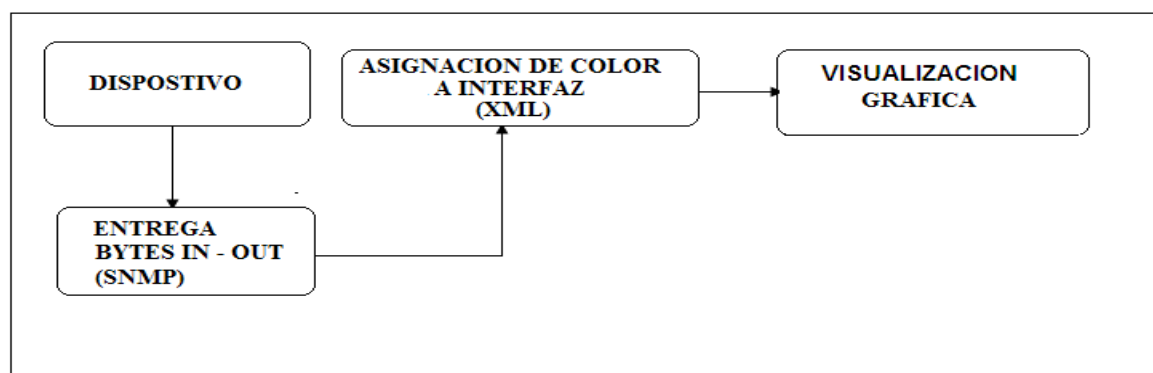 DISPOSTIVO
ENTREGA
BYTES IN - OUT
(SNMP)
ASIGNACION DE COLOR
A INTERFAZ
(XML)
VISUALIZACION
GRAFICA